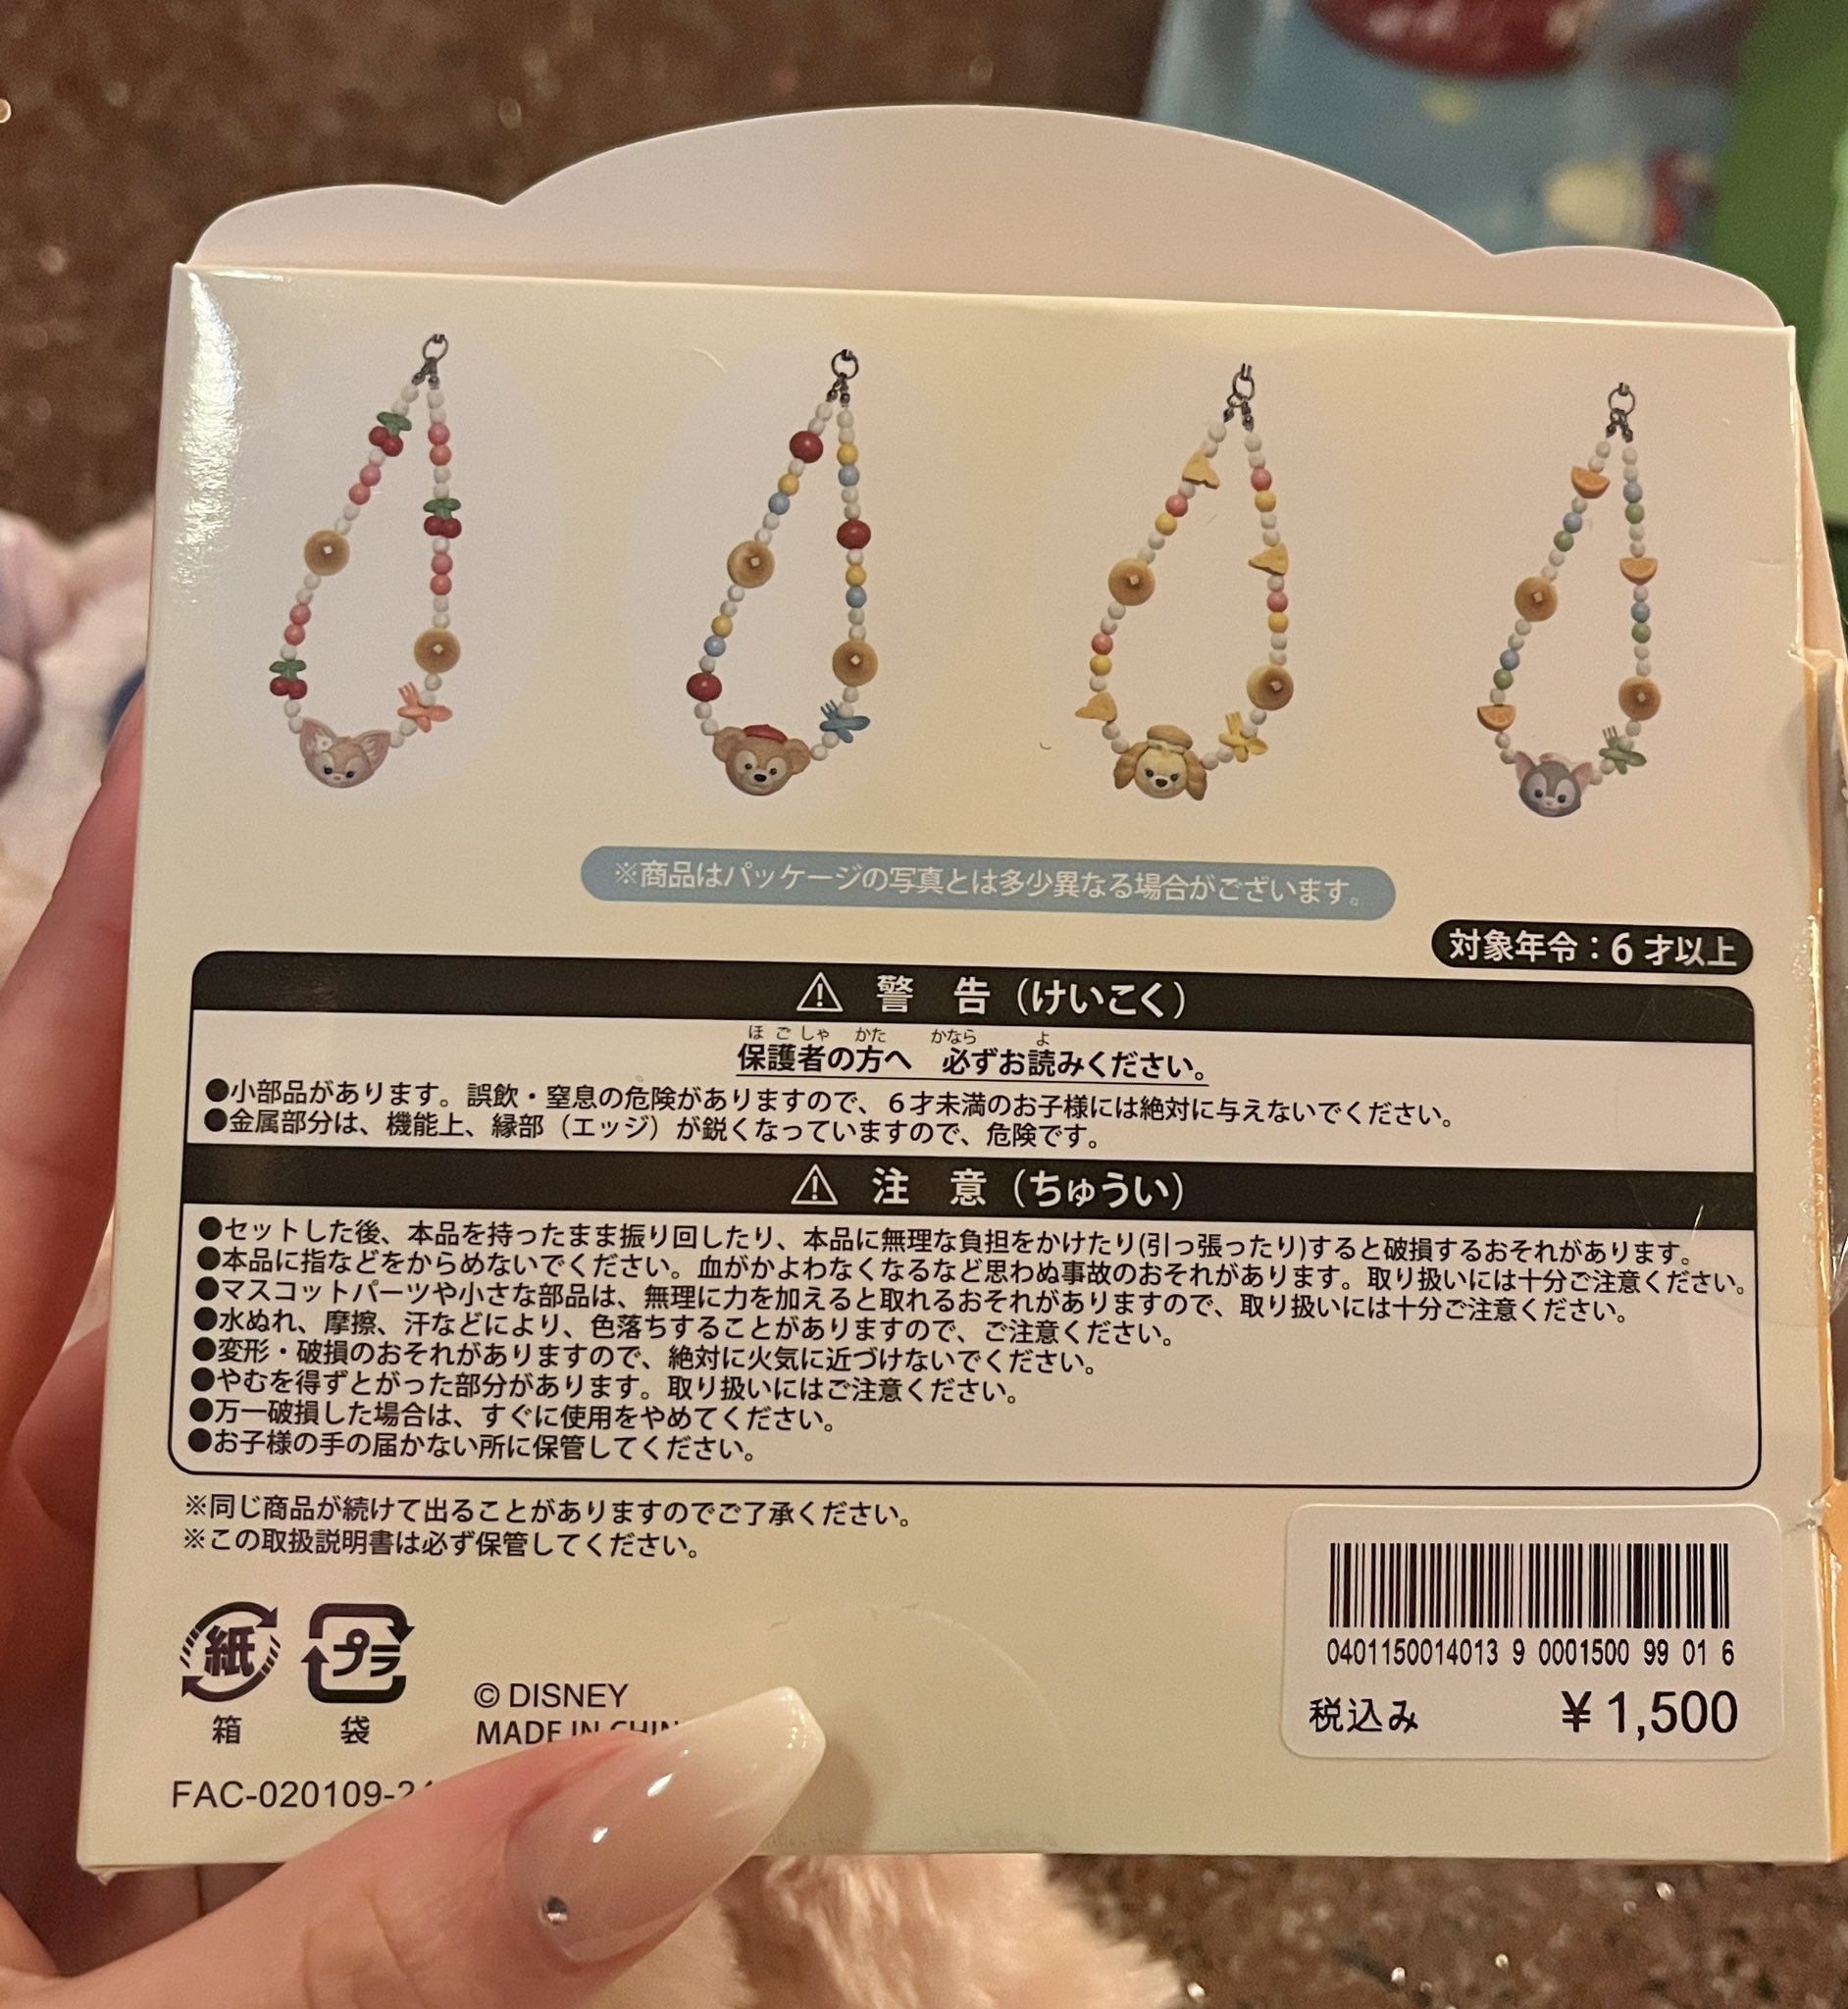 ※商品はパッケージの写真とは多少異なる場合がございます。
対象年令：6才以上
⚠ 警 告（けいこく）
ほごしゃ かた かなら よ
保護者の方へ 必ずお読みください。
●小部品があります。誤飲・窒息の危険がありますので、６才未満のお子様には絶対に与えないでください。
●金属部分は、機能上、縁部（エッジ）が鋭くなっていますので、危険です。
⚠ 注 意（ちゅうい）
●セットした後、本品を持ったまま振り回したり、本品に無理な負担をかけたり(引っ張ったり)すると破損するおそれがあります。
●本品に指などをからめないでください。血がかよわなくなるなど思わぬ事故のおそれがあります。取り扱いには十分ご注意ください。
●マスコットパーツや小さな部品は、無理に力を加えると取れるおそれがありますので、取り扱いには十分ご注意ください。
●水ぬれ、摩擦、汗などにより、色落ちすることがありますので、ご注意ください。
●変形・破損のおそれがありますので、絶対に火気に近づけないでください。
●やむを得ずとがった部分があります。取り扱いにはご注意ください。
●万一破損した場合は、すぐに使用をやめてください。
●お子様の手の届かない所に保管してください。
※同じ商品が続けて出ることがありますのでご了承ください。
※この取扱説明書は必ず保管してください。
紙 プラ
箱 袋
© DISNEY
MADE IN
FAC-020109-
0401150014013 9 0001500 99 01 6
税込み ¥1,500